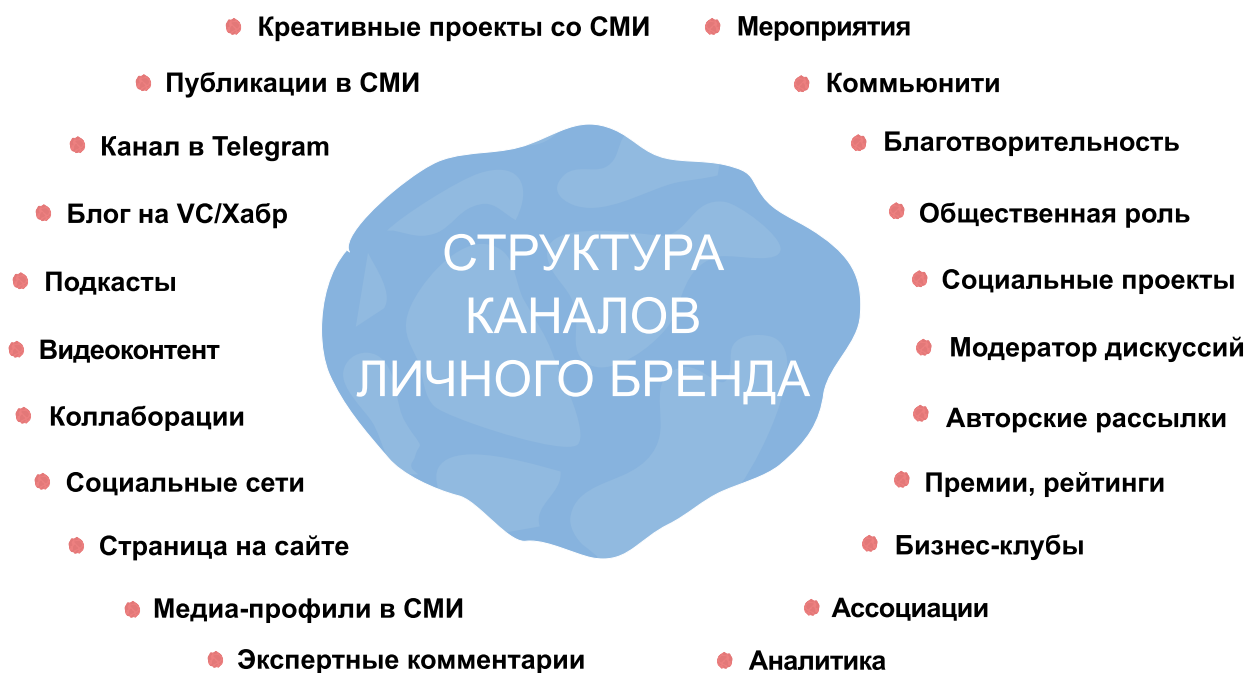 Креативные проекты со СМИ
Мероприятия
Публикации в СМИ
Коммьюнити
Канал в Telegram
Благотворительность
Блог на VC/Хабр
Общественная роль
СТРУКТУРА
КАНАЛОВ
ЛИЧНОГО БРЕНДА
Подкасты
Социальные проекты
Видеоконтент
Модератор дискуссий
Коллаборации
Авторские рассылки
Социальные сети
Премии, рейтинги
Страница на сайте
Бизнес-клубы
Медиа-профили в СМИ
Ассоциации
Экспертные комментарии
Аналитика